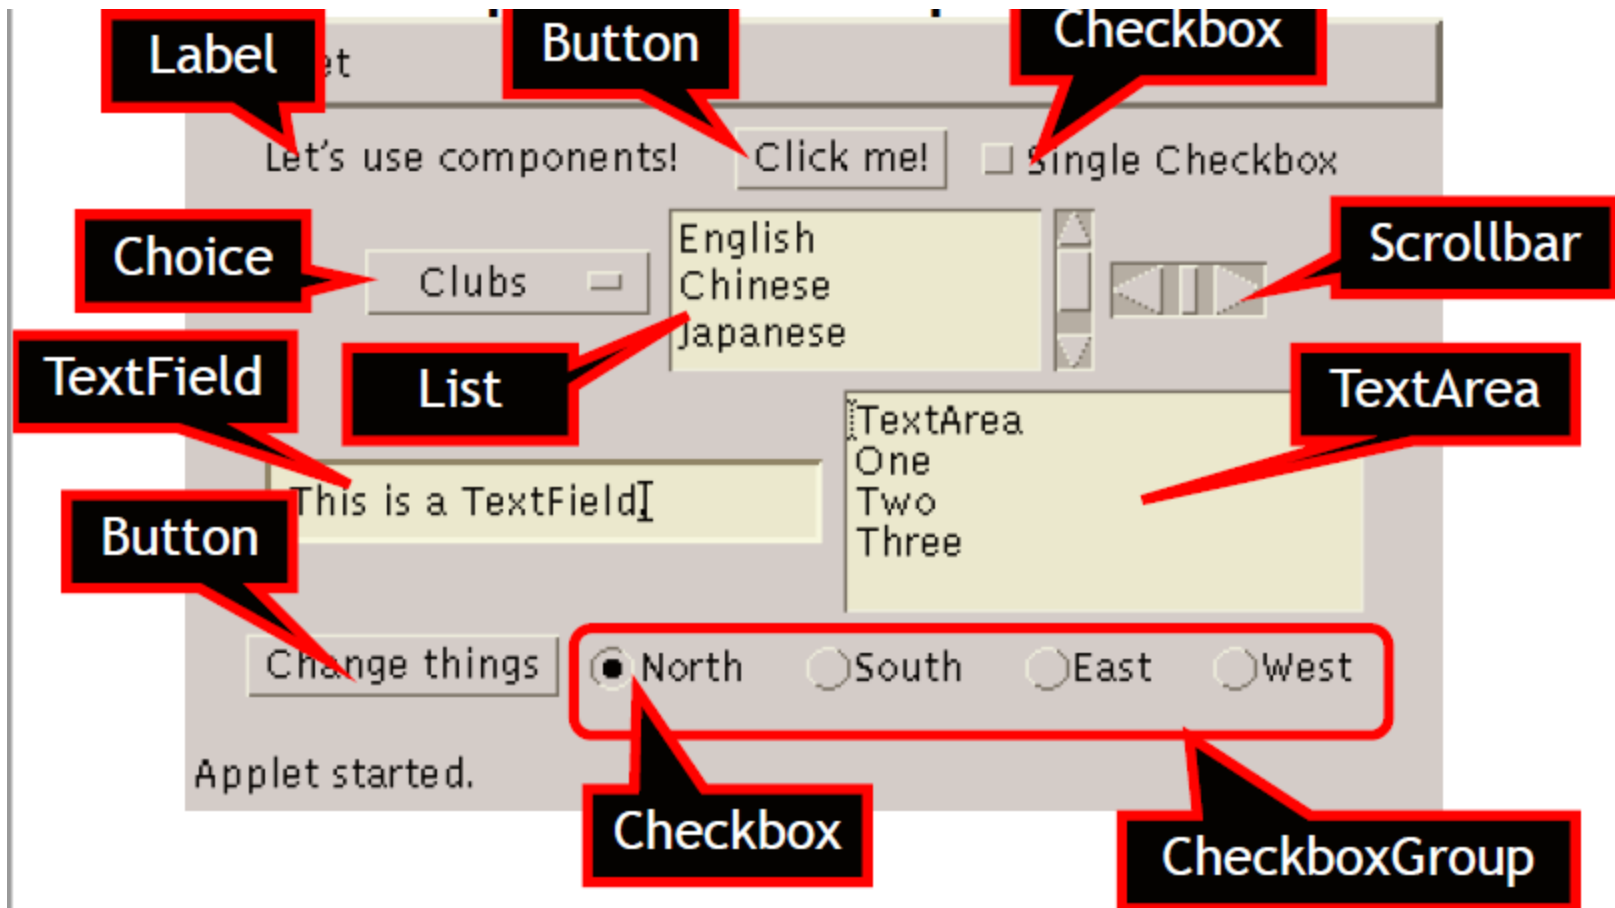 Label
Button
Checkbox
et
Let's use components!
Click me!
Single Checkbox
Choice
Clubs
English
Chinese
Japanese
Scrollbar
TextField
List
TextArea
TextArea
One
Two
Three
This is a TextField
Button
Change things
North
South
East
West
Applet started.
Checkbox
CheckboxGroup